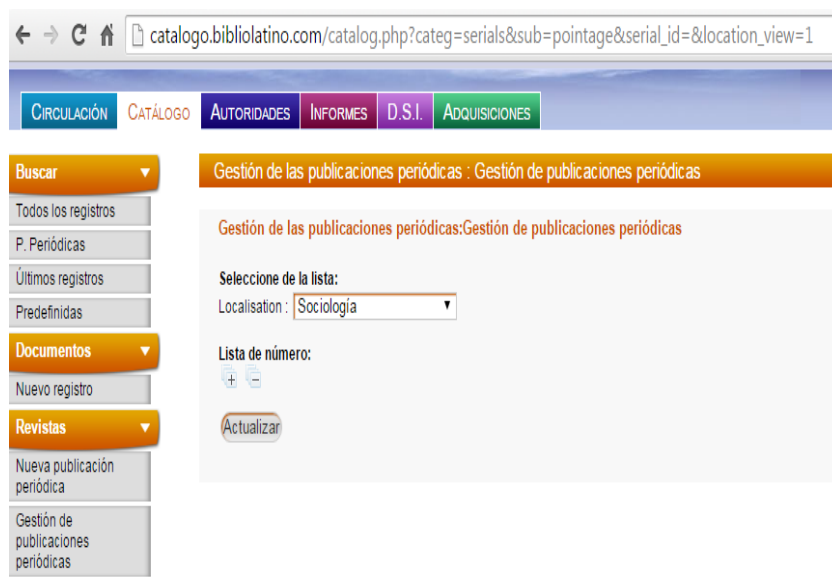 catalogo.bibliolatino.com/catalog.php?categ=serials&sub=pointage&serial_id=&location_view=1
CIRCULACIÓN CATÁLOGO AUTORIDADES INFORMES D.S.I. ADQUISICIONES
Buscar
Todos los registros
P. Periódicas
Últimos registros
Predefinidas
Documentos
Nuevo registro
Revistas
Nueva publicación
periódica
Gestión de
publicaciones
periódicas
Gestión de las publicaciones periódicas : Gestión de publicaciones periódicas
Gestión de las publicaciones periódicas:Gestión de publicaciones periódicas
Seleccione de la lista:
Localisation : Sociología
Lista de número:
Actualizar